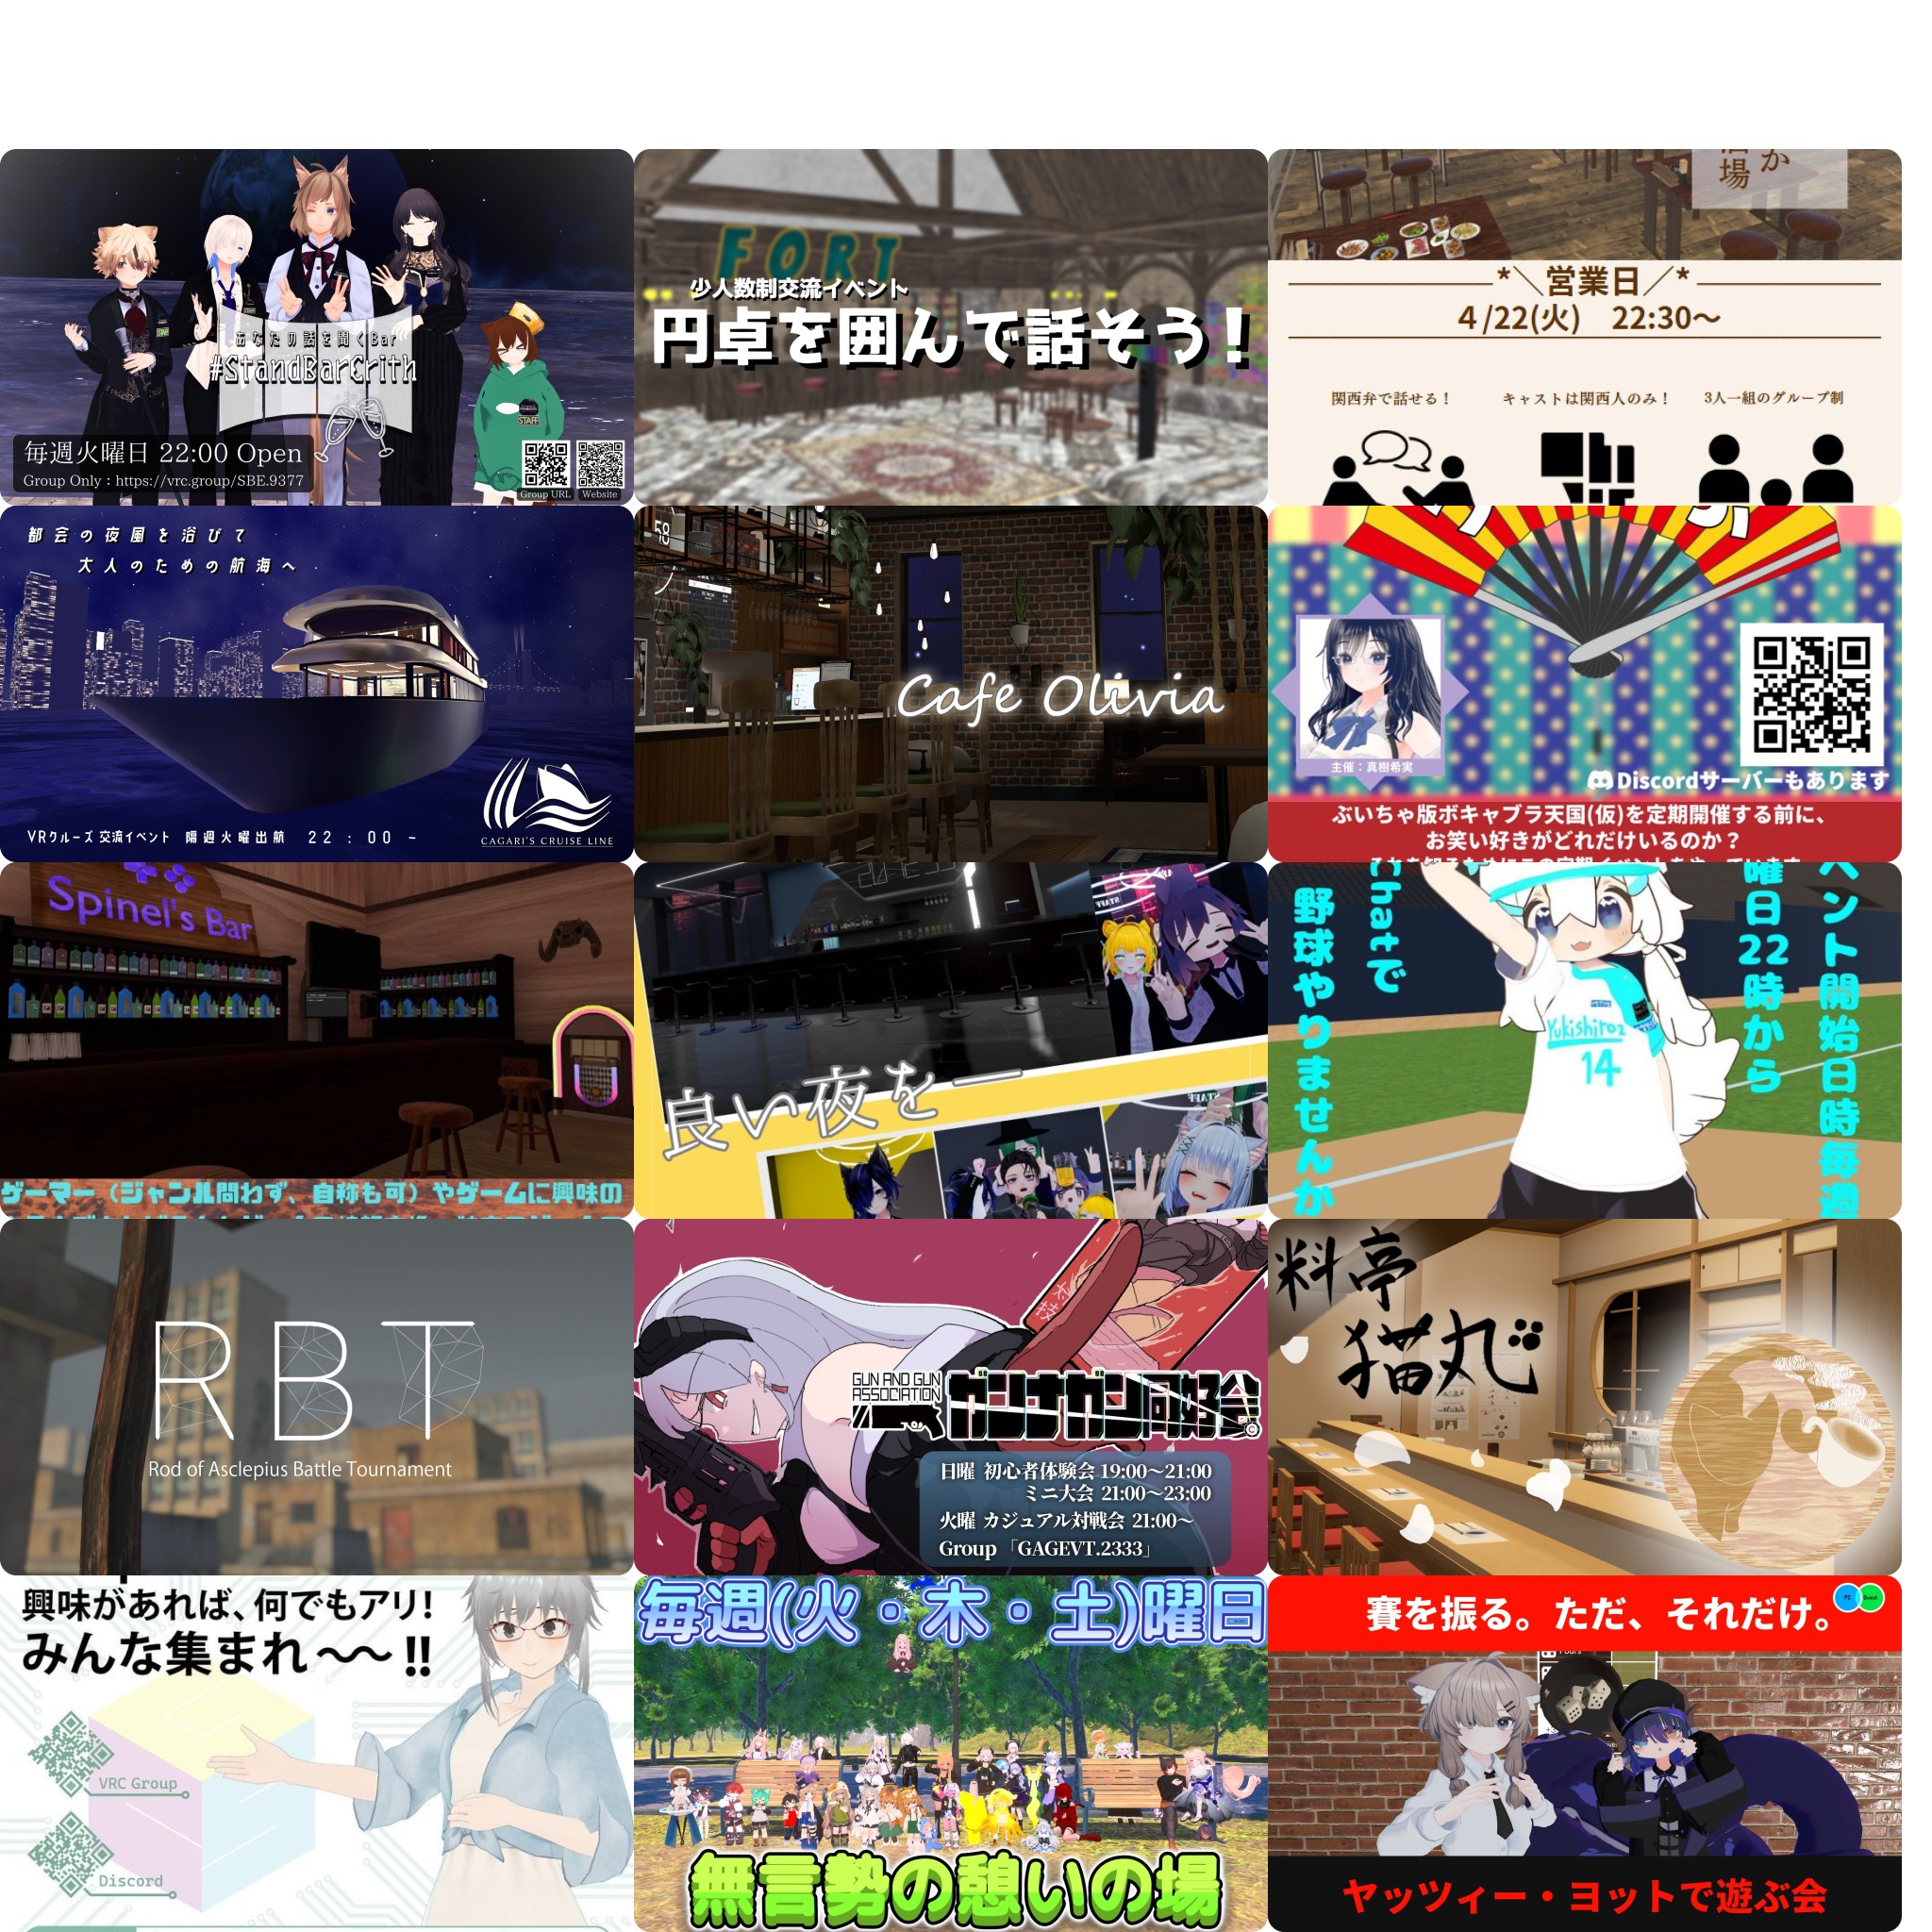 あなたの話を聞くBar
#StandBarCrith
STAFF
毎週火曜日 22:00 Open
Group Only : https://vrc.group/SBE.9377
Group URL
Website
FORT
少人数制交流イベント
円卓を囲んで話そう！
か
場
*＼営業日／*
4/22(火) 22:30～
関西弁で話せる！
キャストは関西人のみ！
3人一組のグループ制
都会の夜風を浴びて
大人のための航海へ
VRクルーズ交流イベント 隔週火曜出航 22:00～
CAGARI'S CRUISE LINE
Cafe Olivia
主催：真樹希実
Discordサーバーもあります
ぶいちゃ版ボキャブラ天国(仮)を定期開催する前に、
お笑い好きがどれだけいるのか？
Spinel's Bar
ゲーマー（ジャンル問わず、自称も可）やゲームに興味の
良い夜を―
ベント開始日時毎週
曜日22時から
Chatで
野球やりませんか
Yukishiroz
14
RBT
Rod of Asclepius Battle Tournament
GUN AND GUN
ASSOCIATION
ガンナガン同好会
日曜 初心者体験会 19:00～21:00
ミニ大会 21:00～23:00
火曜 カジュアル対戦会 21:00～
Group「GAGEVT.2333」
料亭
猫丸
興味があれば、何でもアリ!
みんな集まれ～～!!
VRC Group
Discord
毎週(火・木・土)曜日
無言勢の憩いの場
賽を振る。ただ、それだけ。
PC
Quest
ヤッツィー・ヨットで遊ぶ会